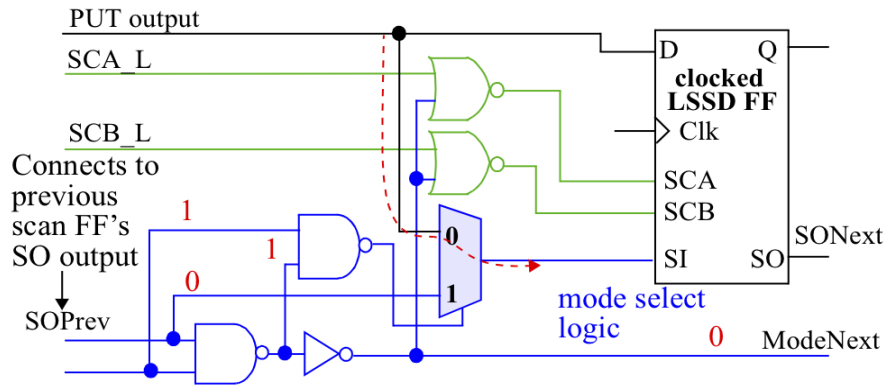 PUT output
SCA_L
D
Q
clocked
LSSD FF
Clk
SCB_L
Connects to
previous
scan FF's
SO output
SCA
SCB
1
1
0
SONext
SI
SO
0
1
SOPrev
mode select
logic
0
ModeNext